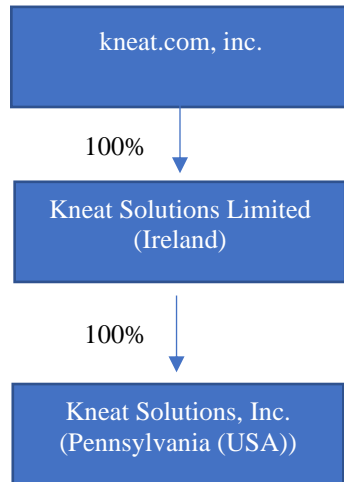 kneat.com, inc.
100%
Kneat Solutions Limited
(Ireland)
100%
Kneat Solutions, Inc.
(Pennsylvania (USA))